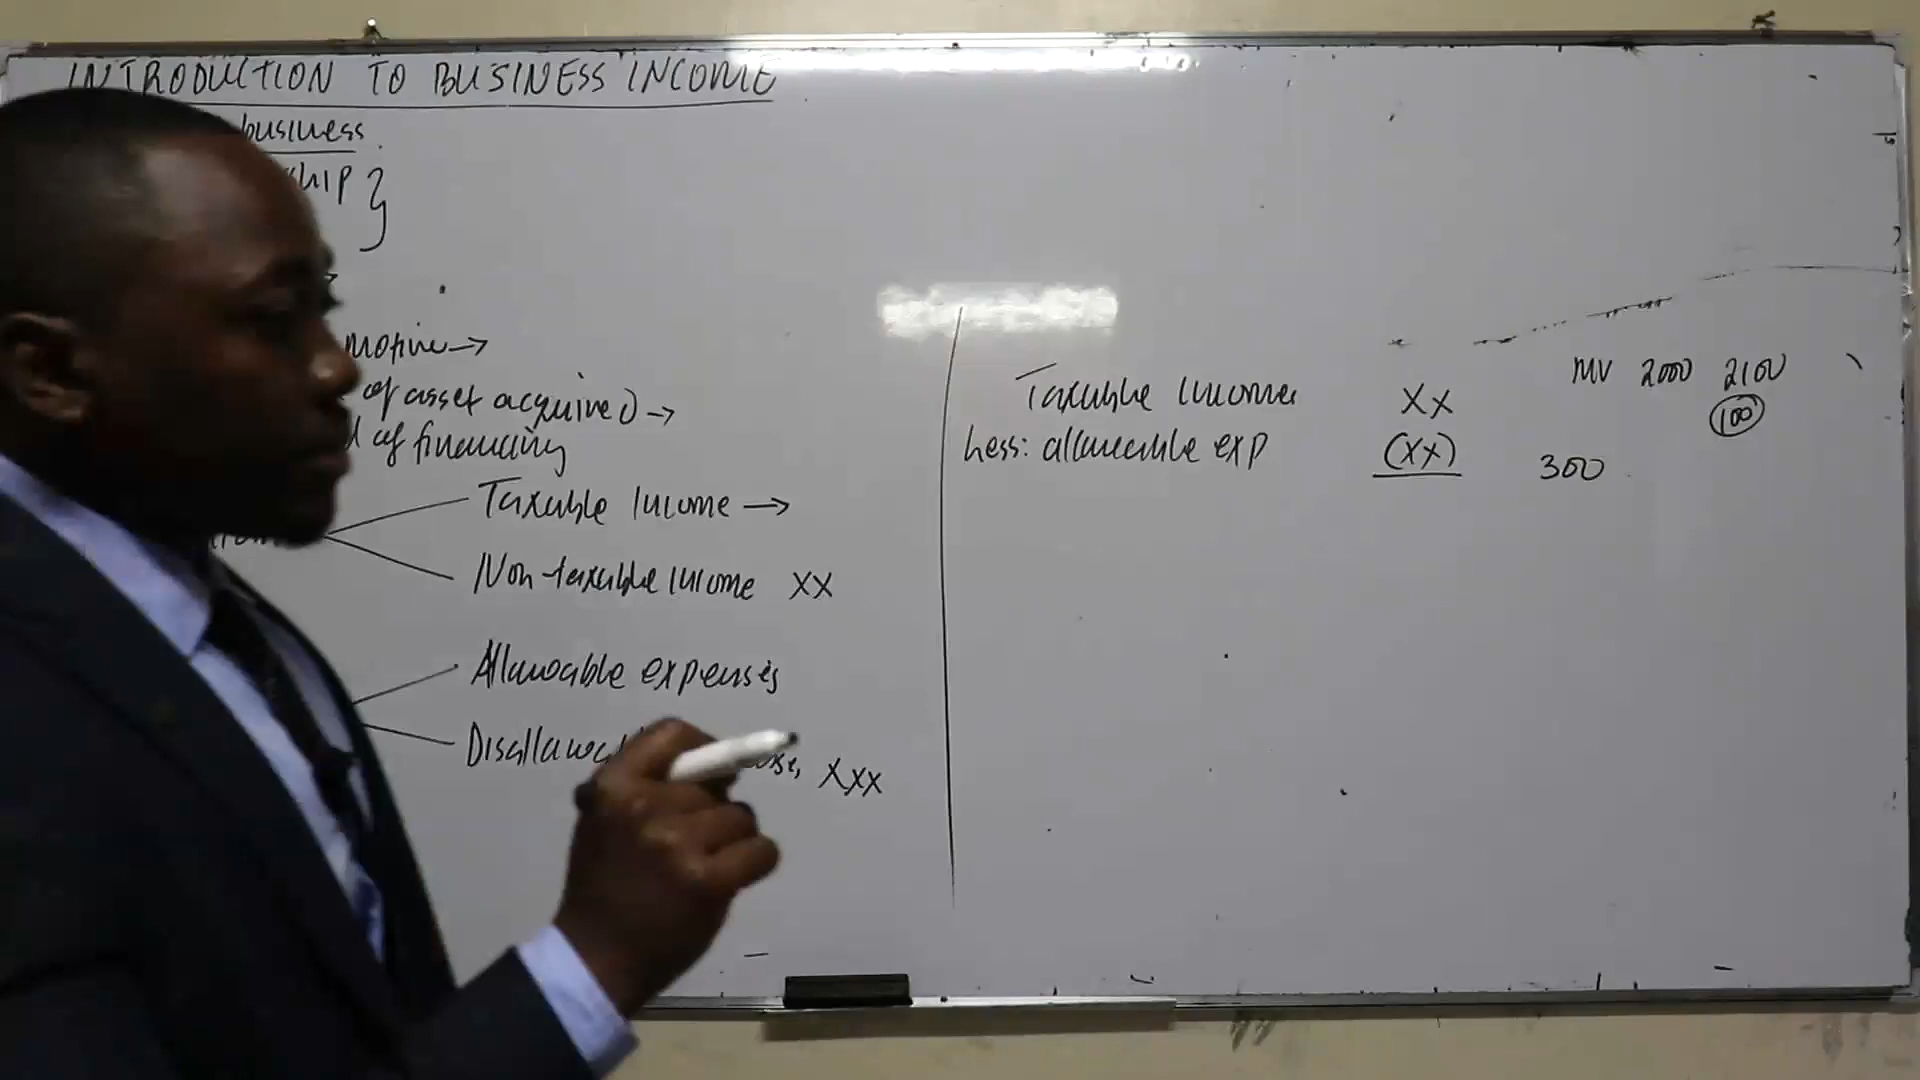 INTRODUCTION TO BUSINESS INCOME
business
ship }
motive →
of asset acquired →
of financing
Taxable Income →
Non-taxable Income XX
Allowable expenses
XXX
Taxable Income XX
Less: allowable exp (XX)
MV 2000 2100
100
300